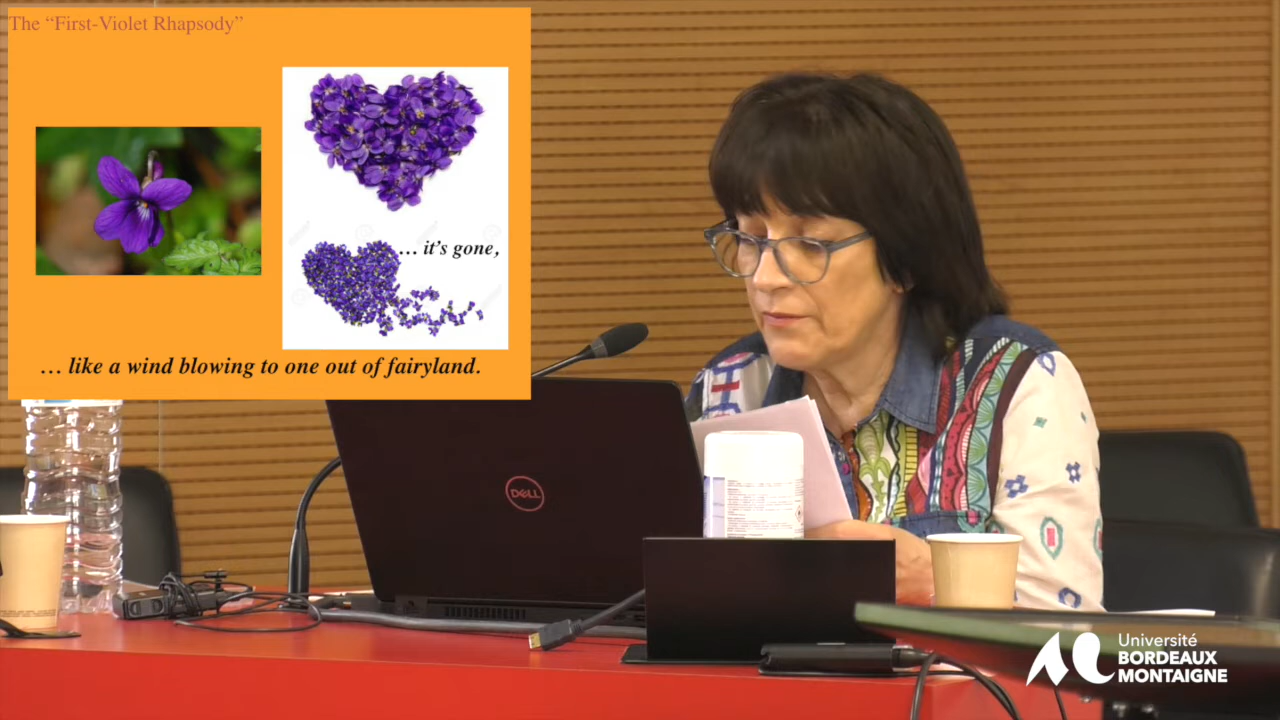 The “First-Violet Rhapsody”
… it’s gone,
… like a wind blowing to one out of fairyland.
DELL
Université
BORDEAUX
MONTAIGNE